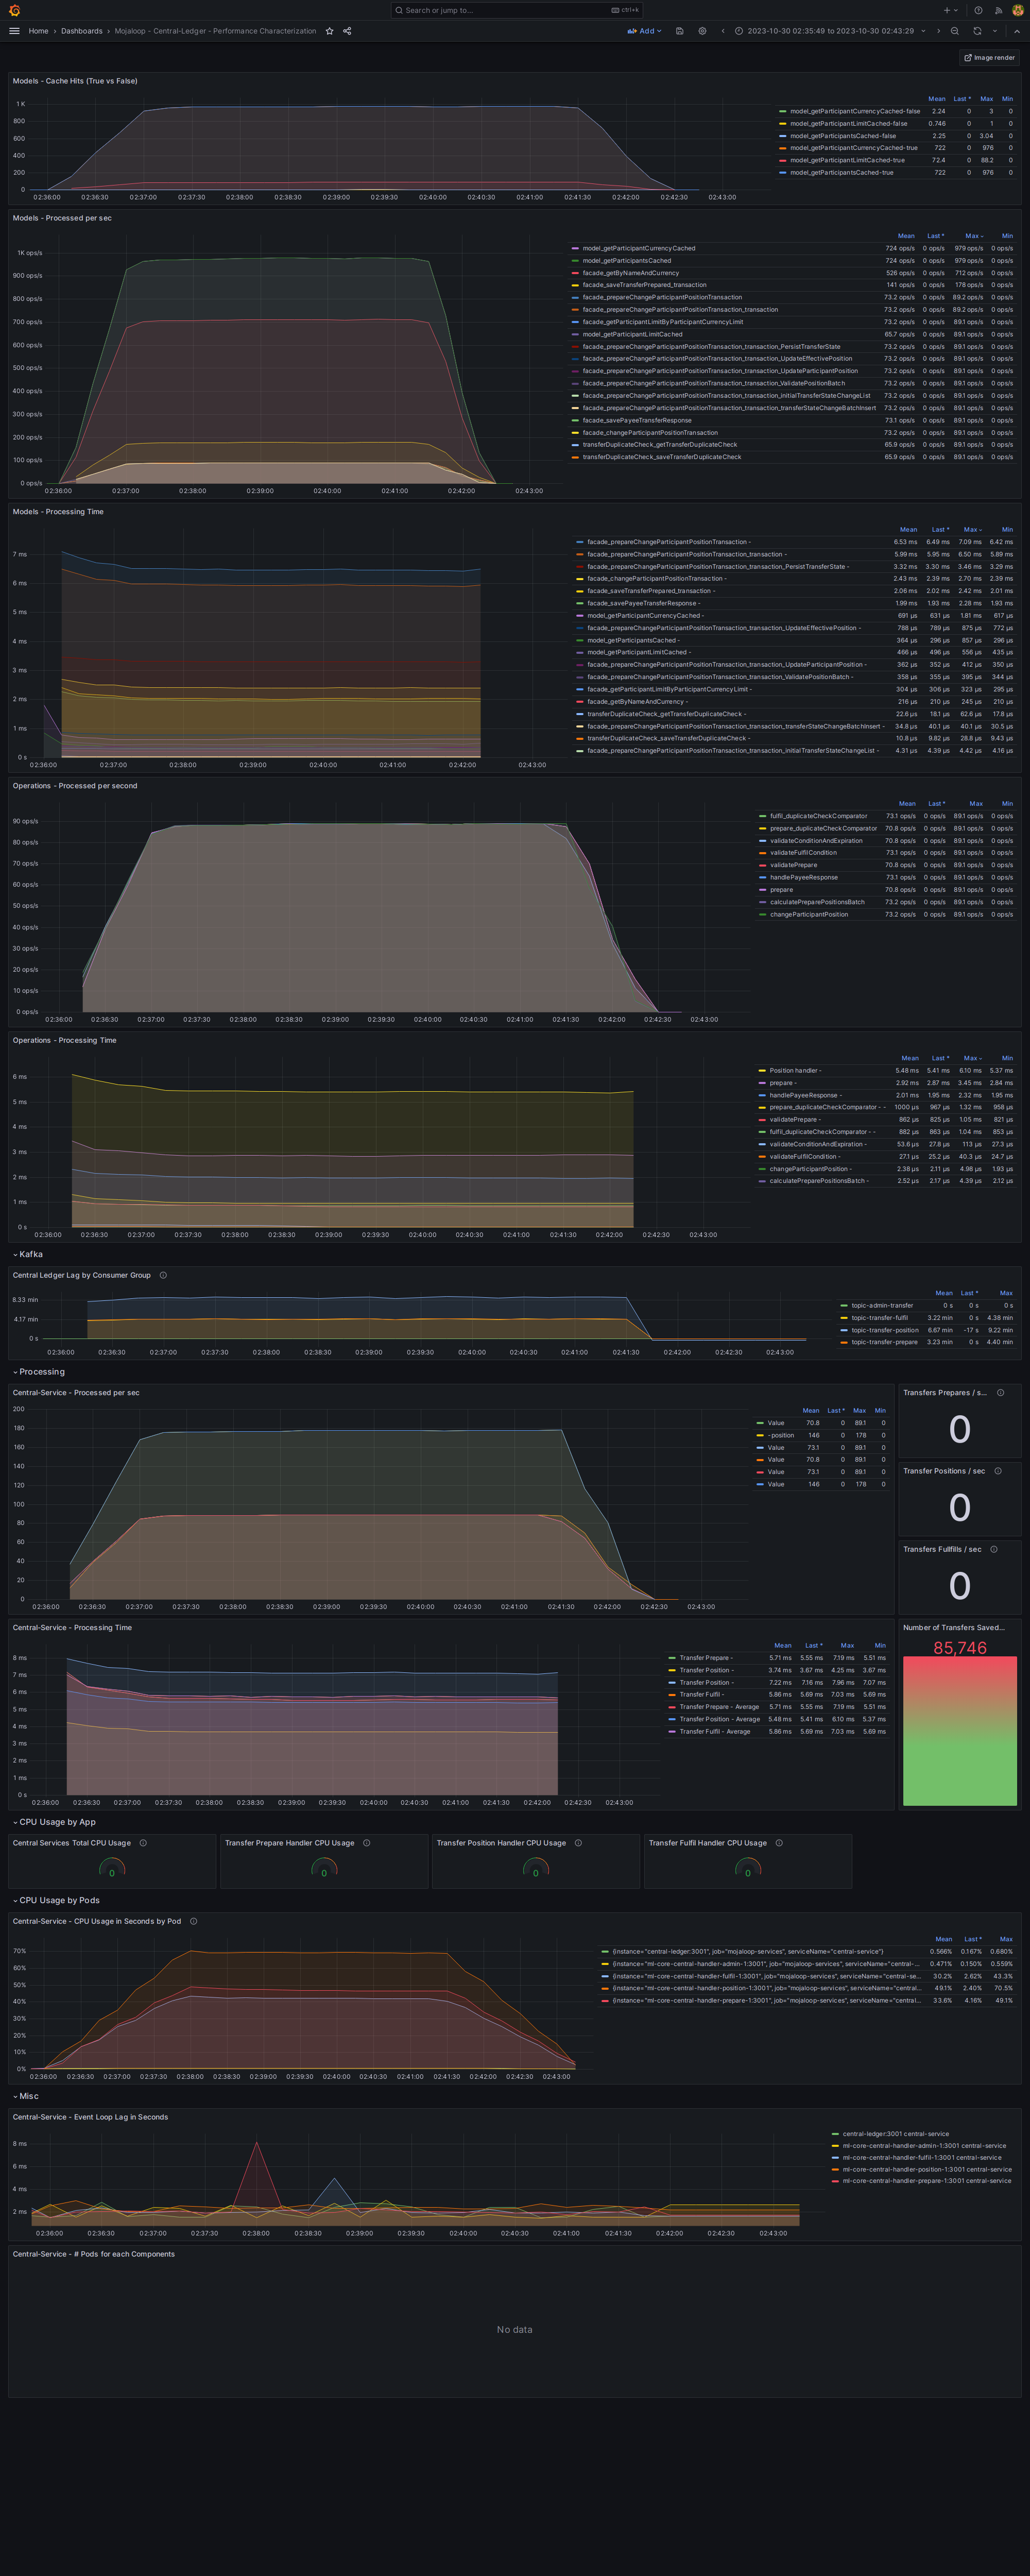 Search or jump to... ctrl+k
Home › Dashboards › Mojaloop - Central-Ledger - Performance Characterization Add 2023-10-30 02:35:49 to 2023-10-30 02:43:29
Image render
Models - Cache Hits (True vs False)
Mean Last * Max Min
model_getParticipantCurrencyCached-false 2.24 0 3 0
model_getParticipantLimitCached-false 0.746 0 1 0
model_getParticipantsCached-false 2.25 0 3.04 0
model_getParticipantCurrencyCached-true 722 0 976 0
model_getParticipantLimitCached-true 72.4 0 88.2 0
model_getParticipantsCached-true 722 0 976 0
1 K
800
600
400
200
0
02:36:00 02:36:30 02:37:00 02:37:30 02:38:00 02:38:30 02:39:00 02:39:30 02:40:00 02:40:30 02:41:00 02:41:30 02:42:00 02:42:30 02:43:00
Models - Processed per sec
Mean Last * Max Min
model_getParticipantCurrencyCached 724 ops/s 0 ops/s 979 ops/s 0 ops/s
model_getParticipantsCached 724 ops/s 0 ops/s 979 ops/s 0 ops/s
facade_getByNameAndCurrency 526 ops/s 0 ops/s 712 ops/s 0 ops/s
facade_saveTransferPrepared_transaction 141 ops/s 0 ops/s 178 ops/s 0 ops/s
facade_prepareChangeParticipantPositionTransaction 73.2 ops/s 0 ops/s 89.2 ops/s 0 ops/s
facade_prepareChangeParticipantPositionTransaction_transaction 73.2 ops/s 0 ops/s 89.2 ops/s 0 ops/s
facade_getParticipantLimitByParticipantCurrencyLimit 73.2 ops/s 0 ops/s 89.1 ops/s 0 ops/s
model_getParticipantLimitCached 65.7 ops/s 0 ops/s 89.1 ops/s 0 ops/s
facade_prepareChangeParticipantPositionTransaction_transaction_PersistTransferState 73.2 ops/s 0 ops/s 89.1 ops/s 0 ops/s
facade_prepareChangeParticipantPositionTransaction_transaction_UpdateEffectivePosition 73.2 ops/s 0 ops/s 89.1 ops/s 0 ops/s
facade_prepareChangeParticipantPositionTransaction_transaction_UpdateParticipantPosition 73.2 ops/s 0 ops/s 89.1 ops/s 0 ops/s
facade_prepareChangeParticipantPositionTransaction_transaction_ValidatePositionBatch 73.2 ops/s 0 ops/s 89.1 ops/s 0 ops/s
facade_prepareChangeParticipantPositionTransaction_transaction_initialTransferStateChangeList 73.2 ops/s 0 ops/s 89.1 ops/s 0 ops/s
facade_prepareChangeParticipantPositionTransaction_transaction_transferStateChangeBatchInsert 73.2 ops/s 0 ops/s 89.1 ops/s 0 ops/s
facade_savePayeeTransferResponse 73.1 ops/s 0 ops/s 89.1 ops/s 0 ops/s
facade_changeParticipantPositionTransaction 73.2 ops/s 0 ops/s 89.1 ops/s 0 ops/s
transferDuplicateCheck_getTransferDuplicateCheck 65.9 ops/s 0 ops/s 89.1 ops/s 0 ops/s
transferDuplicateCheck_saveTransferDuplicateCheck 65.9 ops/s 0 ops/s 89.1 ops/s 0 ops/s
1K ops/s
900 ops/s
800 ops/s
700 ops/s
600 ops/s
500 ops/s
400 ops/s
300 ops/s
200 ops/s
100 ops/s
0 ops/s
02:36:00 02:37:00 02:38:00 02:39:00 02:40:00 02:41:00 02:42:00 02:43:00
Models - Processing Time
Mean Last * Max Min
facade_prepareChangeParticipantPositionTransaction - 6.53 ms 6.49 ms 7.09 ms 6.42 ms
facade_prepareChangeParticipantPositionTransaction_transaction - 5.99 ms 5.95 ms 6.50 ms 5.89 ms
facade_prepareChangeParticipantPositionTransaction_transaction_PersistTransferState - 3.32 ms 3.30 ms 3.46 ms 3.29 ms
facade_changeParticipantPositionTransaction - 2.43 ms 2.39 ms 2.70 ms 2.39 ms
facade_saveTransferPrepared_transaction - 2.06 ms 2.02 ms 2.42 ms 2.01 ms
facade_savePayeeTransferResponse - 1.99 ms 1.93 ms 2.28 ms 1.93 ms
model_getParticipantCurrencyCached - 691 µs 631 µs 1.81 ms 617 µs
facade_prepareChangeParticipantPositionTransaction_transaction_UpdateEffectivePosition - 788 µs 789 µs 875 µs 772 µs
model_getParticipantsCached - 364 µs 296 µs 857 µs 296 µs
model_getParticipantLimitCached - 466 µs 496 µs 556 µs 435 µs
facade_prepareChangeParticipantPositionTransaction_transaction_UpdateParticipantPosition - 362 µs 352 µs 412 µs 350 µs
facade_prepareChangeParticipantPositionTransaction_transaction_ValidatePositionBatch - 358 µs 355 µs 395 µs 344 µs
facade_getParticipantLimitByParticipantCurrencyLimit - 304 µs 306 µs 323 µs 295 µs
facade_getByNameAndCurrency - 216 µs 210 µs 245 µs 210 µs
transferDuplicateCheck_getTransferDuplicateCheck - 22.6 µs 18.1 µs 62.6 µs 17.8 µs
facade_prepareChangeParticipantPositionTransaction_transaction_transferStateChangeBatchInsert - 34.8 µs 40.1 µs 40.1 µs 30.5 µs
transferDuplicateCheck_saveTransferDuplicateCheck - 10.8 µs 9.82 µs 28.8 µs 9.43 µs
facade_prepareChangeParticipantPositionTransaction_transaction_initialTransferStateChangeList - 4.31 µs 4.39 µs 4.42 µs 4.16 µs
7 ms
6 ms
5 ms
4 ms
3 ms
2 ms
1 ms
0 s
02:36:00 02:37:00 02:38:00 02:39:00 02:40:00 02:41:00 02:42:00 02:43:00
Operations - Processed per second
Mean Last * Max Min
fulfil_duplicateCheckComparator 73.1 ops/s 0 ops/s 89.1 ops/s 0 ops/s
prepare_duplicateCheckComparator 70.8 ops/s 0 ops/s 89.1 ops/s 0 ops/s
validateConditionAndExpiration 70.8 ops/s 0 ops/s 89.1 ops/s 0 ops/s
validateFulfilCondition 73.1 ops/s 0 ops/s 89.1 ops/s 0 ops/s
validatePrepare 70.8 ops/s 0 ops/s 89.1 ops/s 0 ops/s
handlePayeeResponse 73.1 ops/s 0 ops/s 89.1 ops/s 0 ops/s
prepare 70.8 ops/s 0 ops/s 89.1 ops/s 0 ops/s
calculatePreparePositionsBatch 73.2 ops/s 0 ops/s 89.1 ops/s 0 ops/s
changeParticipantPosition 73.2 ops/s 0 ops/s 89.1 ops/s 0 ops/s
90 ops/s
80 ops/s
70 ops/s
60 ops/s
50 ops/s
40 ops/s
30 ops/s
20 ops/s
10 ops/s
0 ops/s
02:36:00 02:36:30 02:37:00 02:37:30 02:38:00 02:38:30 02:39:00 02:39:30 02:40:00 02:40:30 02:41:00 02:41:30 02:42:00 02:42:30 02:43:00
Operations - Processing Time
Mean Last * Max Min
Position handler - 5.48 ms 5.41 ms 6.10 ms 5.37 ms
prepare - 2.92 ms 2.87 ms 3.45 ms 2.84 ms
handlePayeeResponse - 2.01 ms 1.95 ms 2.32 ms 1.95 ms
prepare_duplicateCheckComparator - - 1000 µs 967 µs 1.32 ms 958 µs
validatePrepare - 862 µs 825 µs 1.05 ms 821 µs
fulfil_duplicateCheckComparator - - 882 µs 863 µs 1.04 ms 853 µs
validateConditionAndExpiration - 53.6 µs 27.8 µs 113 µs 27.3 µs
validateFulfilCondition - 27.1 µs 25.2 µs 40.3 µs 24.7 µs
changeParticipantPosition - 2.38 µs 2.11 µs 4.98 µs 1.93 µs
calculatePreparePositionsBatch - 2.52 µs 2.17 µs 4.39 µs 2.12 µs
6 ms
5 ms
4 ms
3 ms
2 ms
1 ms
0 s
02:36:00 02:36:30 02:37:00 02:37:30 02:38:00 02:38:30 02:39:00 02:39:30 02:40:00 02:40:30 02:41:00 02:41:30 02:42:00 02:42:30 02:43:00
Kafka
Central Ledger Lag by Consumer Group
Mean Last * Max
topic-admin-transfer 0 s 0 s 0 s
topic-transfer-fulfil 3.22 min 0 s 4.38 min
topic-transfer-position 6.67 min -17 s 9.22 min
topic-transfer-prepare 3.23 min 0 s 4.40 min
8.33 min
4.17 min
0 s
02:36:00 02:36:30 02:37:00 02:37:30 02:38:00 02:38:30 02:39:00 02:39:30 02:40:00 02:40:30 02:41:00 02:41:30 02:42:00 02:42:30 02:43:00
Processing
Central-Service - Processed per sec
Mean Last * Max Min
Value 70.8 0 89.1 0
-position 146 0 178 0
Value 73.1 0 89.1 0
Value 70.8 0 89.1 0
Value 73.1 0 89.1 0
Value 146 0 178 0
200
180
160
140
120
100
80
60
40
20
0
02:36:00 02:36:30 02:37:00 02:37:30 02:38:00 02:38:30 02:39:00 02:39:30 02:40:00 02:40:30 02:41:00 02:41:30 02:42:00 02:42:30 02:43:00
Transfers Prepares / s...
0
Transfer Positions / sec
0
Transfers Fullfills / sec
0
Central-Service - Processing Time
Mean Last * Max Min
Transfer Prepare - 5.71 ms 5.55 ms 7.19 ms 5.51 ms
Transfer Position - 3.74 ms 3.67 ms 4.25 ms 3.67 ms
Transfer Position - 7.22 ms 7.16 ms 7.96 ms 7.07 ms
Transfer Fulfil - 5.86 ms 5.69 ms 7.03 ms 5.69 ms
Transfer Prepare - Average 5.71 ms 5.55 ms 7.19 ms 5.51 ms
Transfer Position - Average 5.48 ms 5.41 ms 6.10 ms 5.37 ms
Transfer Fulfil - Average 5.86 ms 5.69 ms 7.03 ms 5.69 ms
8 ms
7 ms
6 ms
5 ms
4 ms
3 ms
2 ms
1 ms
0 s
02:36:00 02:36:30 02:37:00 02:37:30 02:38:00 02:38:30 02:39:00 02:39:30 02:40:00 02:40:30 02:41:00 02:41:30 02:42:00 02:42:30 02:43:00
Number of Transfers Saved...
85,746
CPU Usage by App
Central Services Total CPU Usage
0
Transfer Prepare Handler CPU Usage
0
Transfer Position Handler CPU Usage
0
Transfer Fulfil Handler CPU Usage
0
CPU Usage by Pods
Central-Service - CPU Usage in Seconds by Pod
Mean Last * Max
{instance="central-ledger:3001", job="mojaloop-services", serviceName="central-service"} 0.566% 0.167% 0.680%
{instance="ml-core-central-handler-admin-1:3001", job="mojaloop-services", serviceName="central-... 0.471% 0.150% 0.559%
{instance="ml-core-central-handler-fulfil-1:3001", job="mojaloop-services", serviceName="central-se... 30.2% 2.62% 43.3%
{instance="ml-core-central-handler-position-1:3001", job="mojaloop-services", serviceName="central... 49.1% 2.40% 70.5%
{instance="ml-core-central-handler-prepare-1:3001", job="mojaloop-services", serviceName="central... 33.6% 4.16% 49.1%
70%
60%
50%
40%
30%
20%
10%
0%
02:36:00 02:36:30 02:37:00 02:37:30 02:38:00 02:38:30 02:39:00 02:39:30 02:40:00 02:40:30 02:41:00 02:41:30 02:42:00 02:42:30 02:43:00
Misc
Central-Service - Event Loop Lag in Seconds
central-ledger:3001 central-service
ml-core-central-handler-admin-1:3001 central-service
ml-core-central-handler-fulfil-1:3001 central-service
ml-core-central-handler-position-1:3001 central-service
ml-core-central-handler-prepare-1:3001 central-service
8 ms
6 ms
4 ms
2 ms
02:36:00 02:36:30 02:37:00 02:37:30 02:38:00 02:38:30 02:39:00 02:39:30 02:40:00 02:40:30 02:41:00 02:41:30 02:42:00 02:42:30 02:43:00
Central-Service - # Pods for each Components
No data